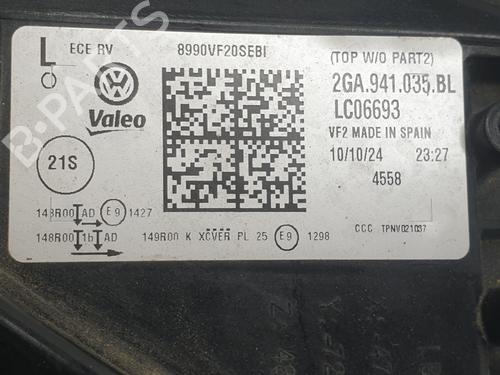 L ECE RV 8990VF20SEBI (TOP W/O PART2)
2GA.941.035.BL
Valeo LC06693
VF2 MADE IN SPAIN
21S 10/10/24 23:27
4558
148R00 AD E9 1427
148R00 1b AD 149R00 K XCVER PL 25 E9 1298 CCC TPNV021037
B-PARTS